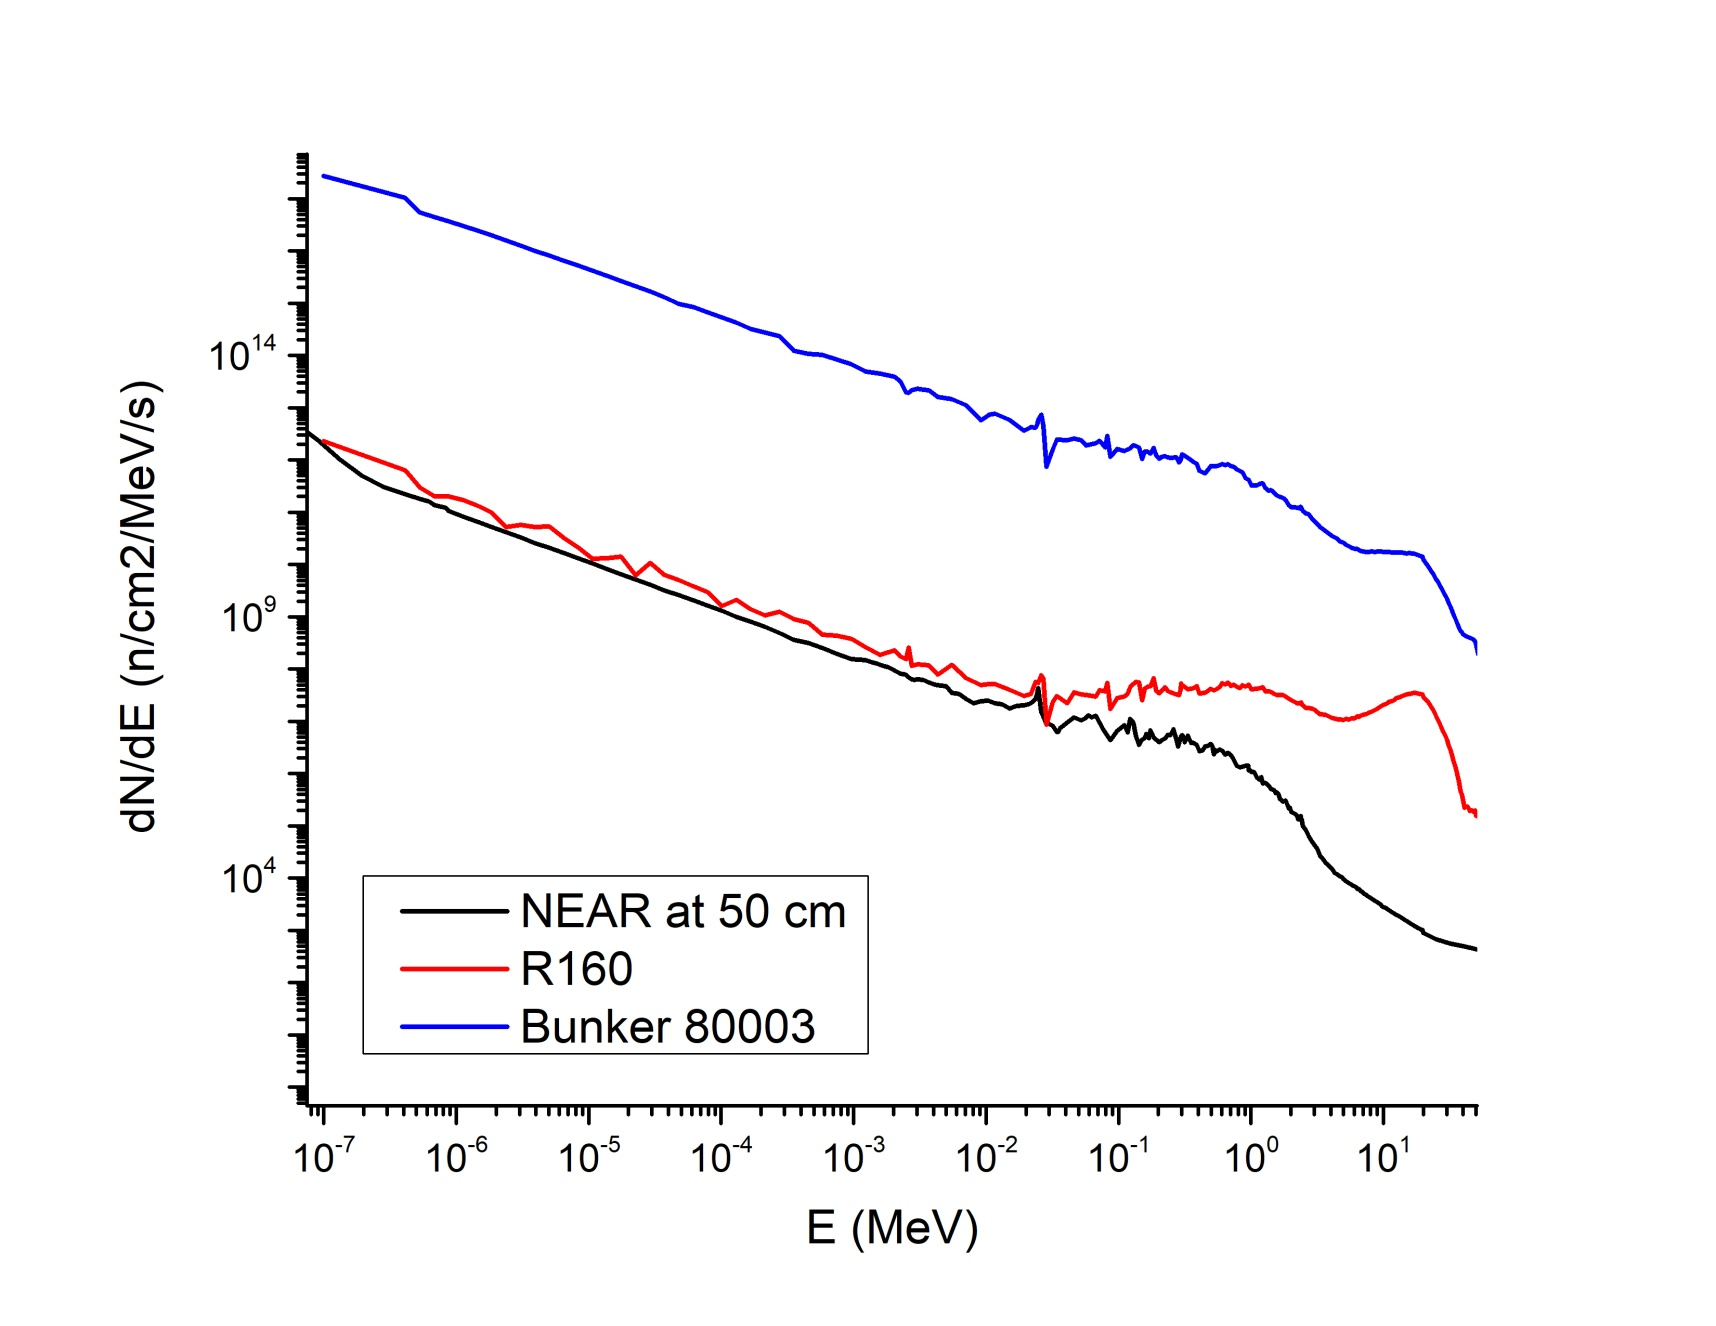 dN/dE (n/cm2/MeV/s)
10^14
10^9
10^4
NEAR at 50 cm
R160
Bunker 80003
10^-7 10^-6 10^-5 10^-4 10^-3 10^-2 10^-1 10^0 10^1
E (MeV)